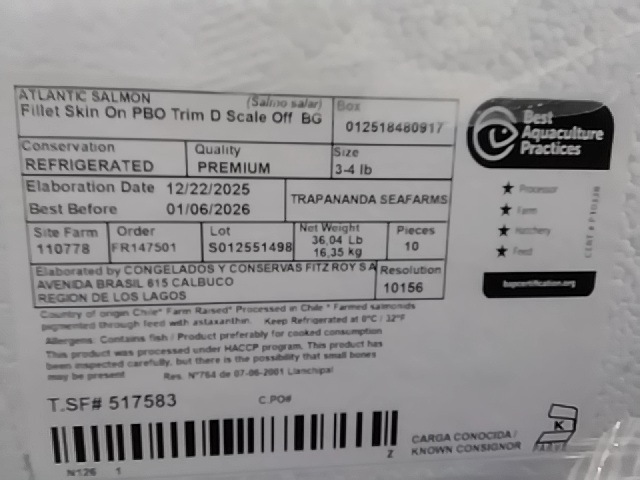 ATLANTIC SALMON (Salmo salar)
Fillet Skin On PBO Trim D Scale Off BG
Box
012518480917
Conservation
REFRIGERATED
Quality
PREMIUM
Size
3-4 lb
Elaboration Date 12/22/2025
Best Before 01/06/2026
TRAPANANDA SEAFARMS
Site Farm
110778
Order
FR147501
Lot
S012551498
Net Weight
36,04 Lb
16,35 kg
Pieces
10
Elaborated by CONGELADOS Y CONSERVAS FITZ ROY SA
AVENIDA BRASIL 615 CALBUCO
REGION DE LOS LAGOS
Resolution
10156
Country of origin Chile* Farm Raised* Processed in Chile * Farmed salmonids
pigmented through feed with astaxanthin. Keep Refrigerated at 0°C / 32°F
Allergens: Contains fish / Product preferably for cooked consumption
This product was processed under HACCP program. This product has
been inspected carefully, but there is the possibility that small bones
may be present Res. N°764 de 07-06-2001 Llanchipal
T.SF# 517583
C.PO#
N126 1
Z
CARGA CONOCIDA /
KNOWN CONSIGNOR
K
PARVE
Best
Aquaculture
Practices
Processor
Farm
Hatchery
Feed
bapcertification.org